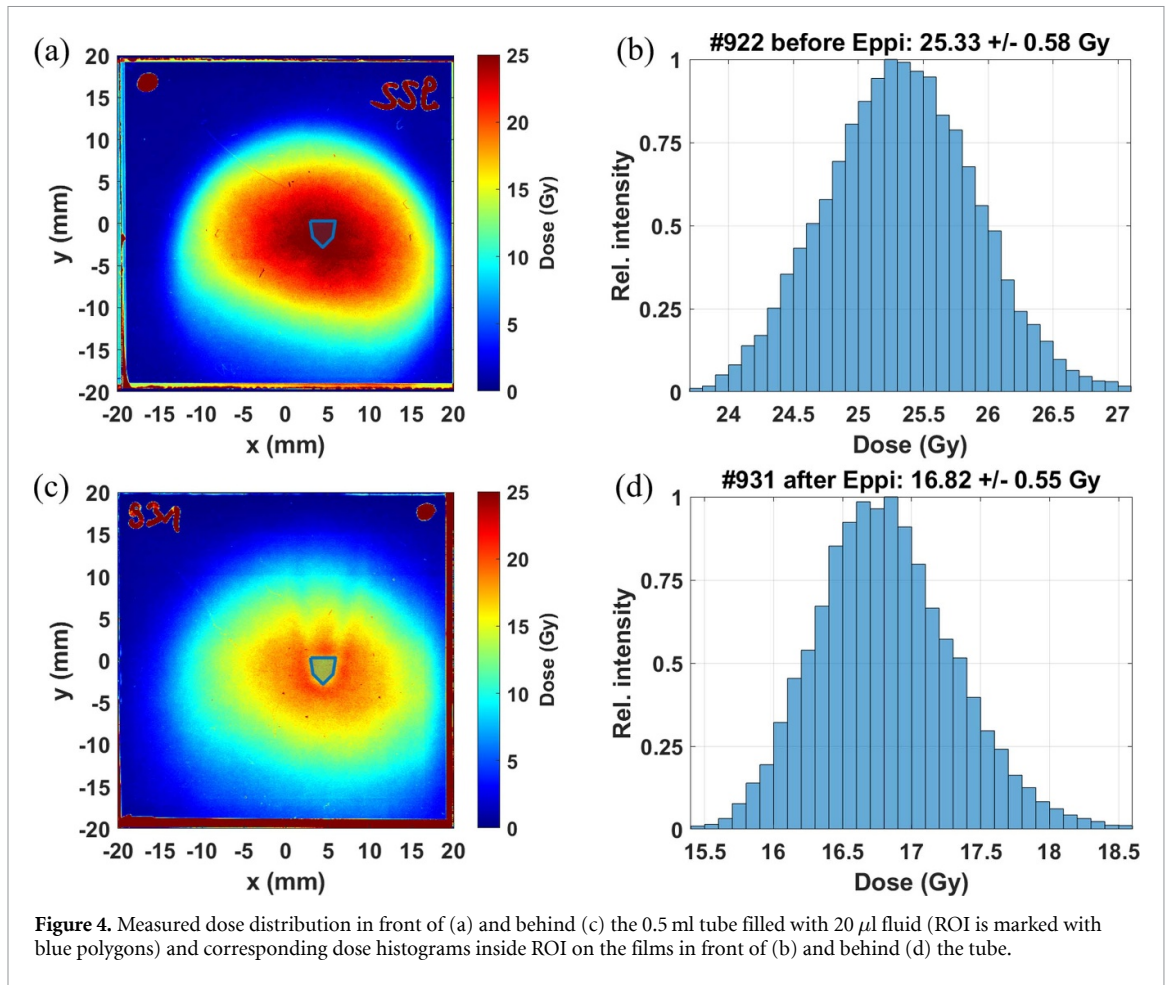 (a)
25
20
15
10
5
0
-5
-10
-15
-20
y (mm)
-20 -15 -10 -5 0 5 10 15 20
x (mm)
25
20
15
10
5
0
Dose (Gy)
922
(b)
#922 before Eppi: 25.33 +/- 0.58 Gy
1
0.75
0.5
0.25
0
Rel. intensity
24 24.5 25 25.5 26 26.5 27
Dose (Gy)
(c)
20
15
10
5
0
-5
-10
-15
-20
y (mm)
-20 -15 -10 -5 0 5 10 15 20
x (mm)
25
20
15
10
5
0
Dose (Gy)
931
(d)
#931 after Eppi: 16.82 +/- 0.55 Gy
1
0.75
0.5
0.25
0
Rel. intensity
15.5 16 16.5 17 17.5 18 18.5
Dose (Gy)
Figure 4. Measured dose distribution in front of (a) and behind (c) the 0.5 ml tube filled with 20 μl fluid (ROI is marked with
blue polygons) and corresponding dose histograms inside ROI on the films in front of (b) and behind (d) the tube.